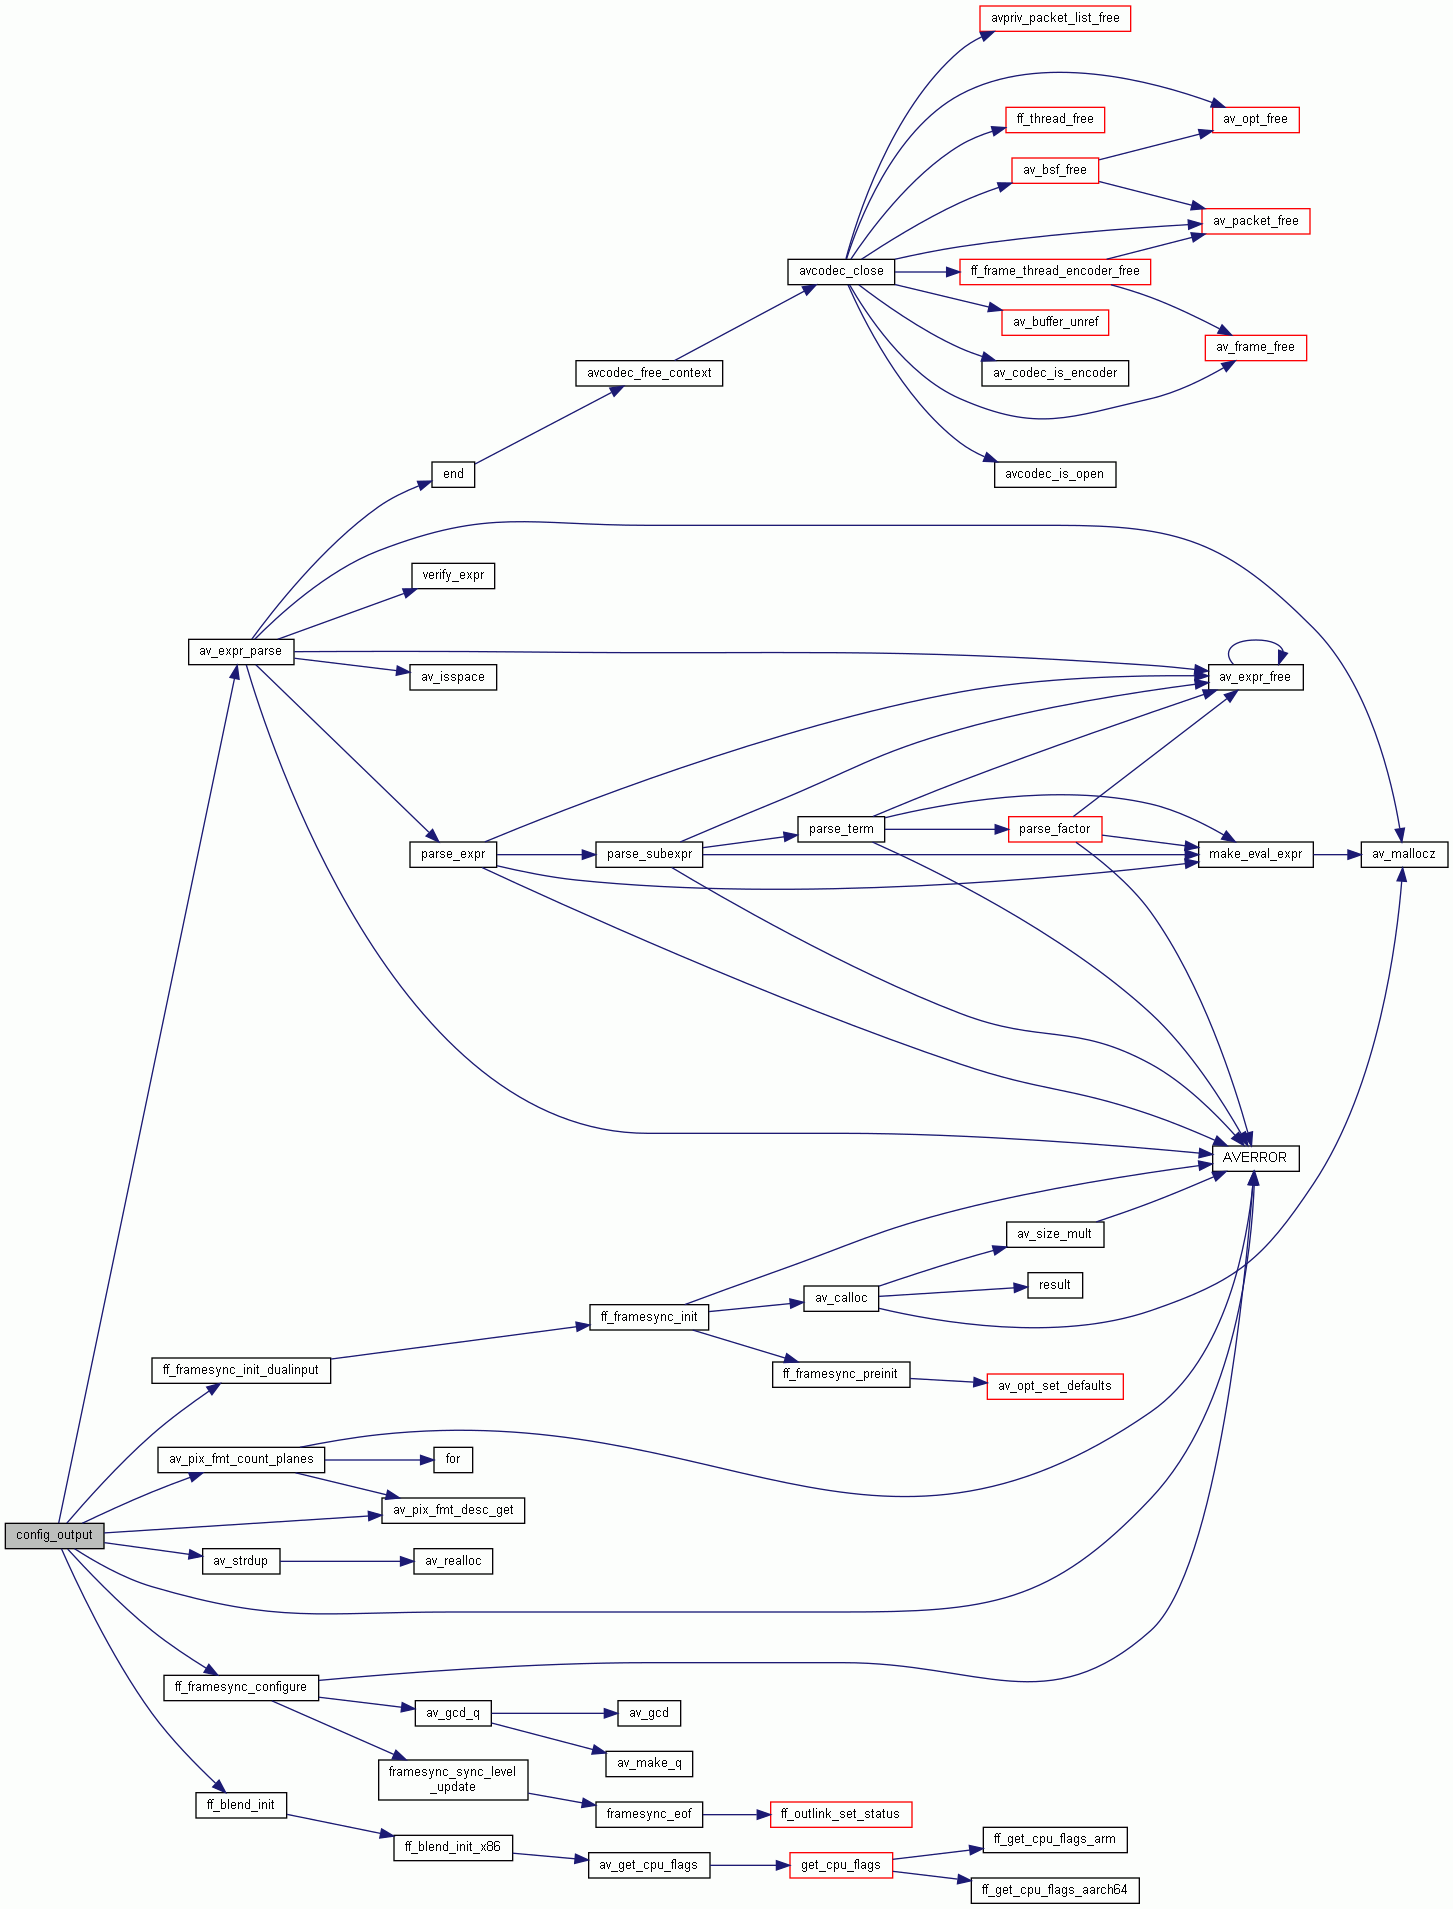 avpriv_packet_list_free
ff_thread_free
av_opt_free
av_bsf_free
av_packet_free
avcodec_close
ff_frame_thread_encoder_free
av_buffer_unref
av_frame_free
avcodec_free_context
av_codec_is_encoder
end
avcodec_is_open
verify_expr
av_expr_parse
av_isspace
av_expr_free
parse_expr
parse_subexpr
parse_term
parse_factor
make_eval_expr
av_mallocz
AVERROR
av_size_mult
result
av_calloc
ff_framesync_init
ff_framesync_init_dualinput
ff_framesync_preinit
av_opt_set_defaults
av_pix_fmt_count_planes
for
av_pix_fmt_desc_get
config_output
av_strdup
av_realloc
ff_framesync_configure
av_gcd_q
av_gcd
av_make_q
framesync_sync_level
_update
ff_blend_init
framesync_eof
ff_outlink_set_status
ff_blend_init_x86
av_get_cpu_flags
get_cpu_flags
ff_get_cpu_flags_arm
ff_get_cpu_flags_aarch64